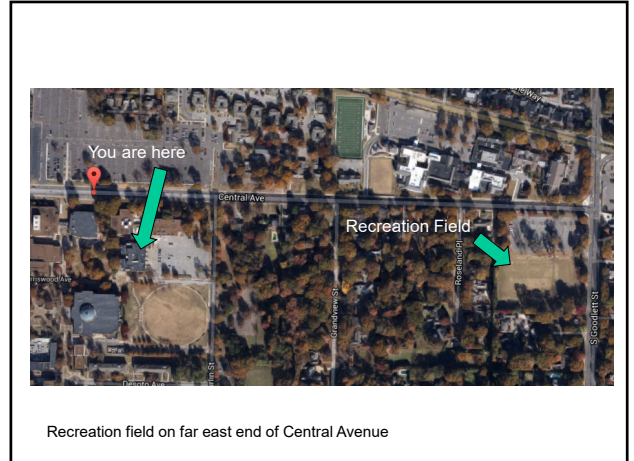 You are here
Central Ave
Recreation Field
Roseland Pl
Grandview St
S Goodlett St
Desoto Ave
Recreation field on far east end of Central Avenue